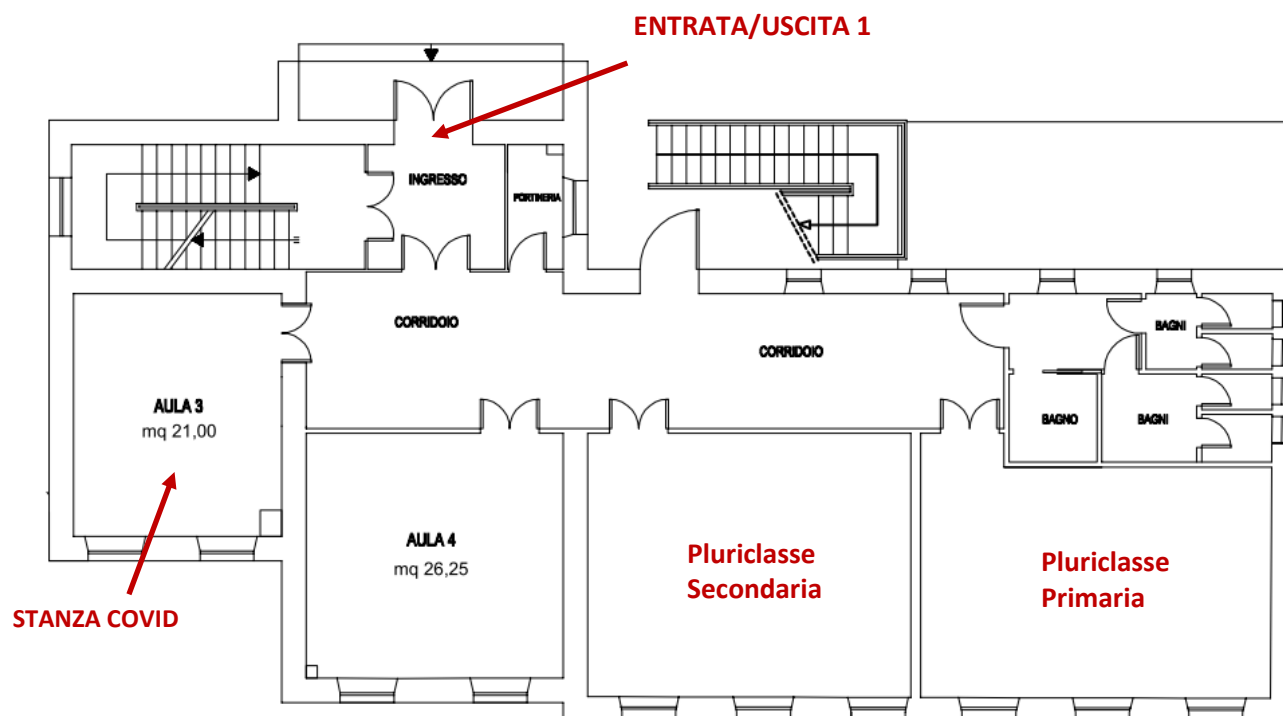 ENTRATA/USCITA 1
INGRESSO
PORTINERIA
CORRIDOIO
CORRIDOIO
BAGNI
AULA 3
mq 21,00
BAGNO
BAGNI
AULA 4
mq 26,25
Pluriclasse
Secondaria
Pluriclasse
Primaria
STANZA COVID